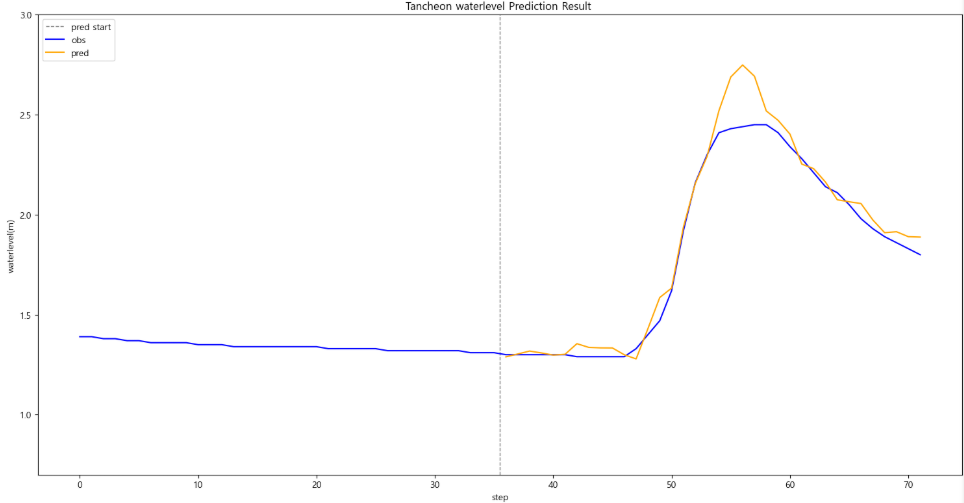 Tancheon waterlevel Prediction Result
pred start
obs
pred
3.0
2.5
2.0
1.5
1.0
waterlevel(m)
0 10 20 30 40 50 60 70
step